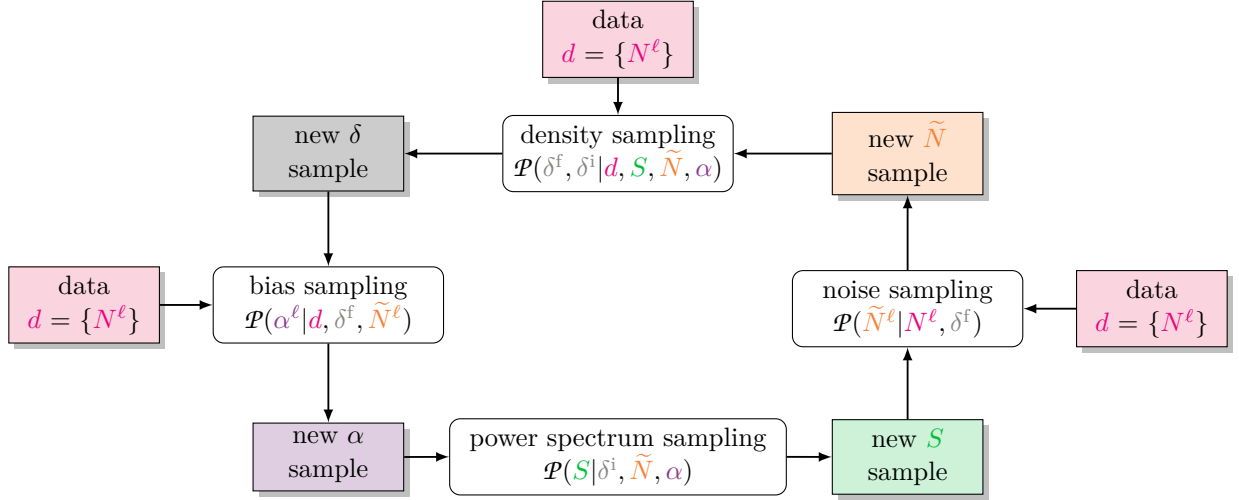 data
d = {N^ℓ}
new δ
sample
density sampling
𝒫(δ^f, δ^i|d, S, Ñ, α)
new Ñ
sample
data
d = {N^ℓ}
bias sampling
𝒫(α^ℓ|d, δ^f, Ñ^ℓ)
noise sampling
𝒫(Ñ^ℓ|N^ℓ, δ^f)
data
d = {N^ℓ}
new α
sample
power spectrum sampling
𝒫(S|δ^i, Ñ, α)
new S
sample